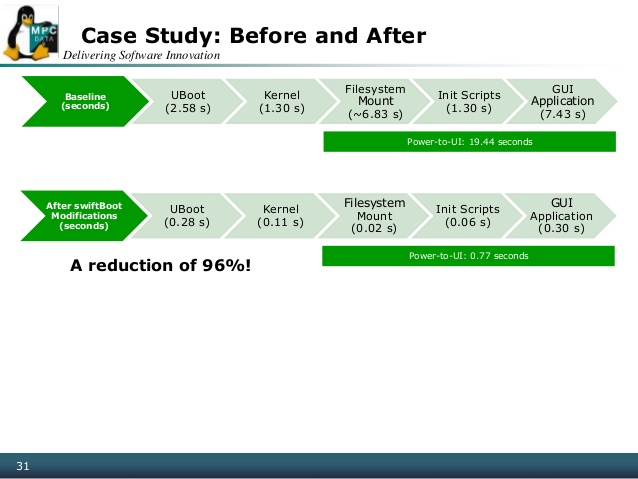 MPC
DATA
Case Study: Before and After
Delivering Software Innovation
Baseline
(seconds)
UBoot
(2.58 s)
Kernel
(1.30 s)
Filesystem
Mount
(~6.83 s)
Init Scripts
(1.30 s)
GUI
Application
(7.43 s)
Power-to-UI: 19.44 seconds
After swiftBoot
Modifications
(seconds)
UBoot
(0.28 s)
Kernel
(0.11 s)
Filesystem
Mount
(0.02 s)
Init Scripts
(0.06 s)
GUI
Application
(0.30 s)
Power-to-UI: 0.77 seconds
A reduction of 96%!
31